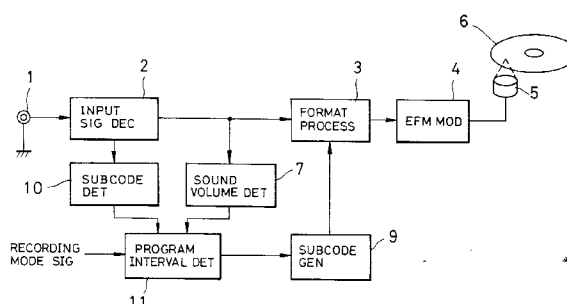 6
1
2
INPUT
SIG DEC
3
FORMAT
PROCESS
4
EFM MOD
5
10
SUBCODE
DET
7
SOUND
VOLUME DET
RECORDING
MODE SIG
PROGRAM
INTERVAL DET
11
SUBCODE
GEN
9